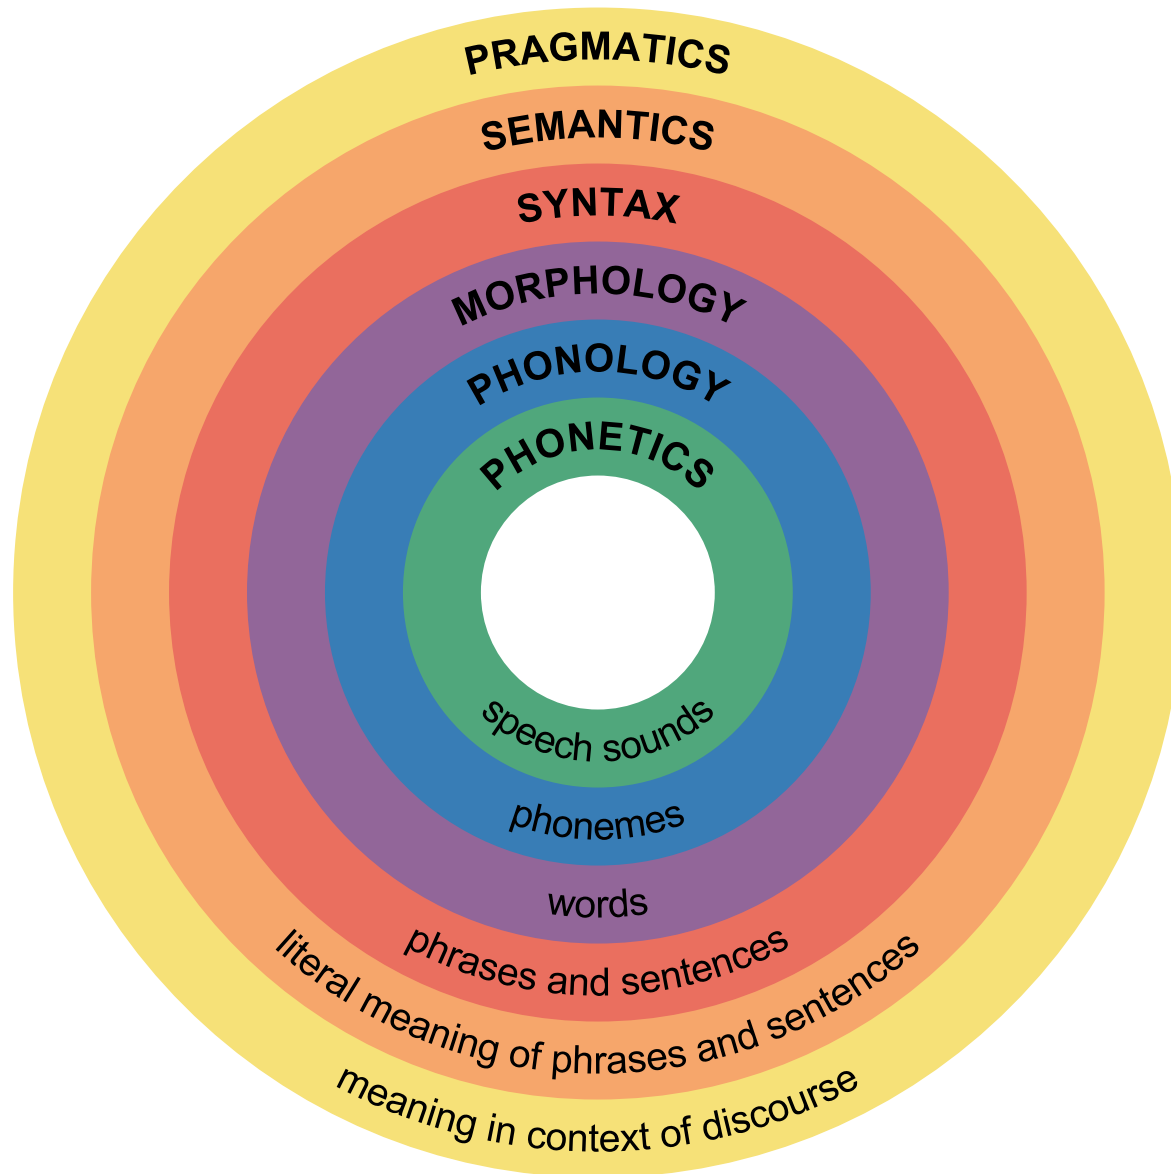 PRAGMATICS
SEMANTICS
SYNTAX
MORPHOLOGY
PHONOLOGY
PHONETICS
speech sounds
phonemes
words
phrases and sentences
literal meaning of phrases and sentences
meaning in context of discourse